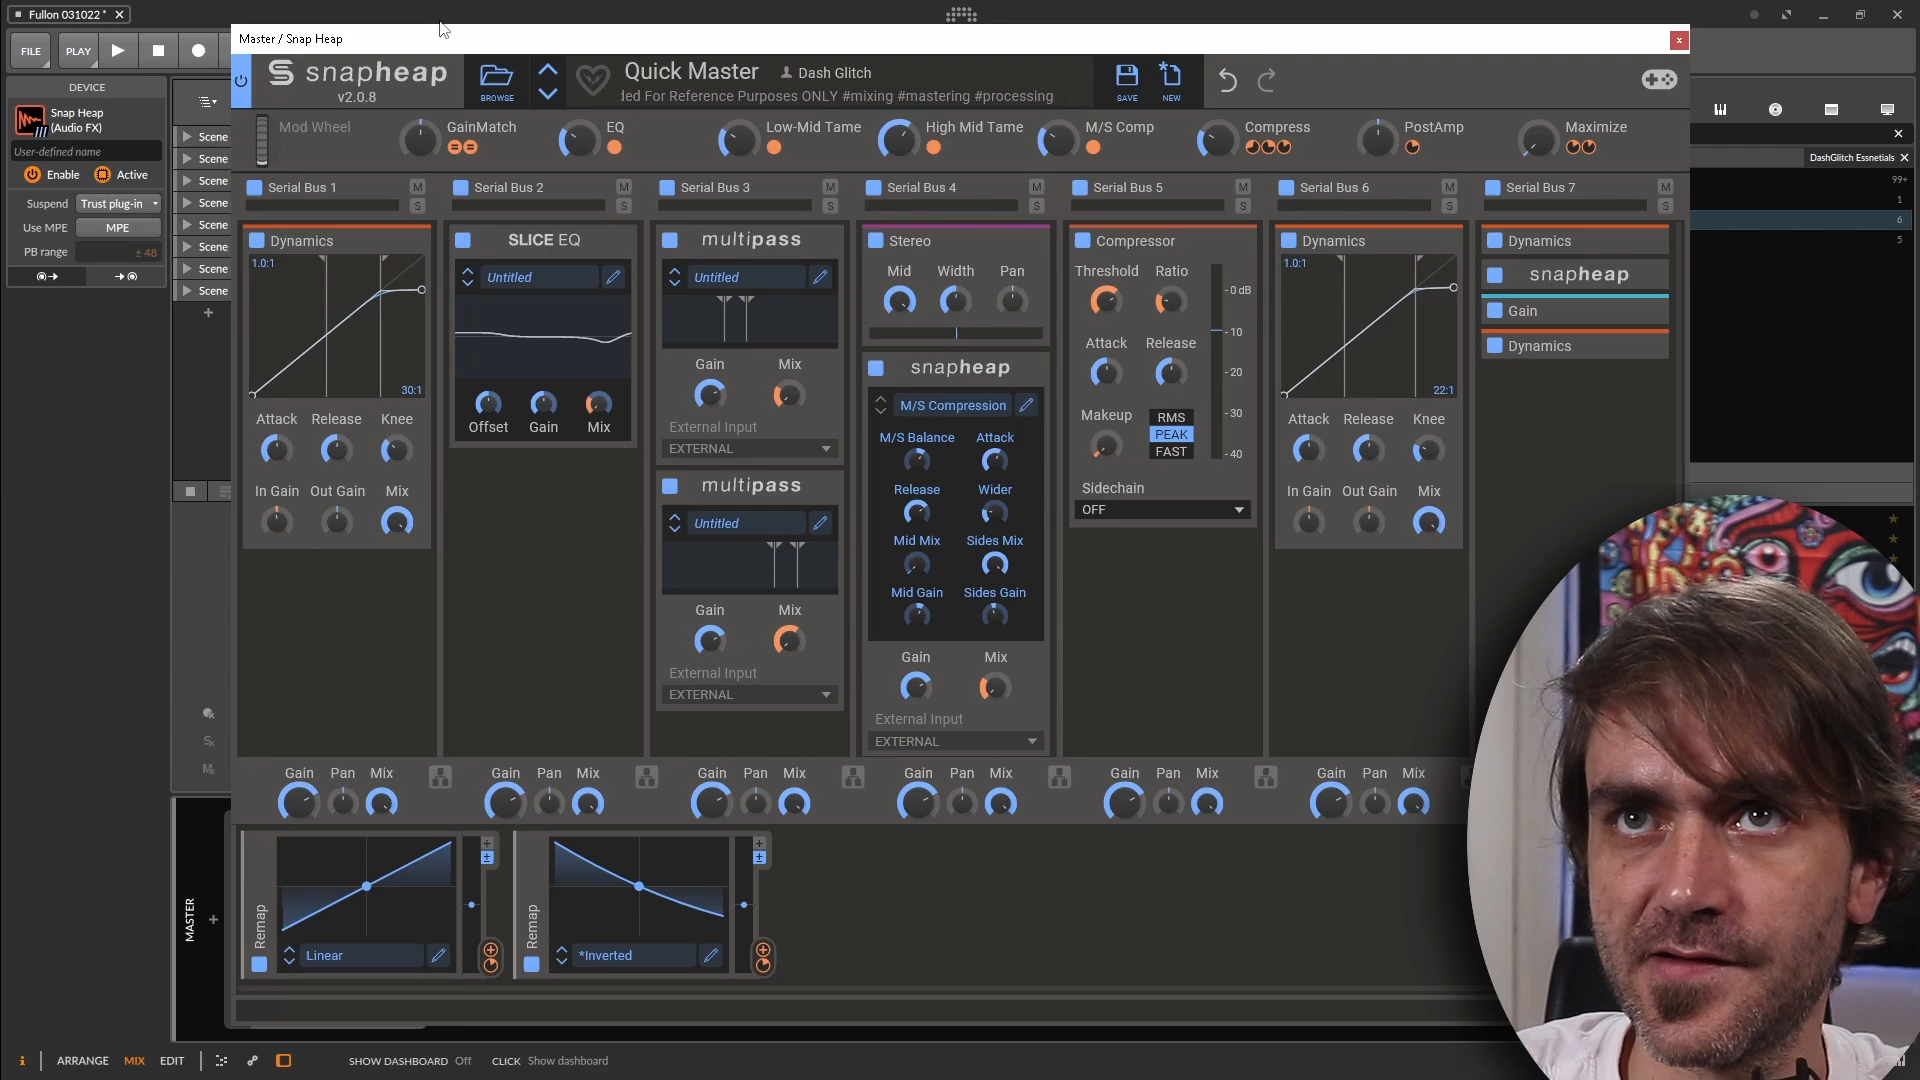 Fullon 031022 *
Master / Snap Heap
FILE
PLAY
snapheap
v2.0.8
BROWSE
Quick Master
Dash Glitch
ded For Reference Purposes ONLY #mixing #mastering #processing
SAVE
NEW
DEVICE
Snap Heap
(Audio FX)
User-defined name
Enable
Active
Suspend
Trust plug-in
Use MPE
MPE
PB range
± 48
Scene
Scene
Scene
Scene
Scene
Scene
Scene
Scene
Mod Wheel
GainMatch
EQ
Low-Mid Tame
High Mid Tame
M/S Comp
Compress
PostAmp
Maximize
DashGlitch Essnetials
99+
1
6
5
Serial Bus 1
M
S
Serial Bus 2
M
S
Serial Bus 3
M
S
Serial Bus 4
M
S
Serial Bus 5
M
S
Serial Bus 6
M
S
Serial Bus 7
M
S
Dynamics
1.0:1
30:1
Attack
Release
Knee
In Gain
Out Gain
Mix
SLICE EQ
Untitled
Offset
Gain
Mix
multipass
Untitled
Gain
Mix
External Input
EXTERNAL
multipass
Untitled
Gain
Mix
External Input
EXTERNAL
Stereo
Mid
Width
Pan
snapheap
M/S Compression
M/S Balance
Attack
Release
Wider
Mid Mix
Sides Mix
Mid Gain
Sides Gain
Gain
Mix
External Input
EXTERNAL
Compressor
Threshold
Ratio
Attack
Release
Makeup
RMS
PEAK
FAST
-0 dB
-10
-20
-30
-40
Sidechain
OFF
Dynamics
1.0:1
22:1
Attack
Release
Knee
In Gain
Out Gain
Mix
Dynamics
snapheap
Gain
Dynamics
Gain
Pan
Mix
Gain
Pan
Mix
Gain
Pan
Mix
Gain
Pan
Mix
Gain
Pan
Mix
Gain
Pan
Mix
MASTER
Remap
Linear
Remap
*Inverted
ARRANGE
MIX
EDIT
SHOW DASHBOARD
Off
CLICK
Show dashboard